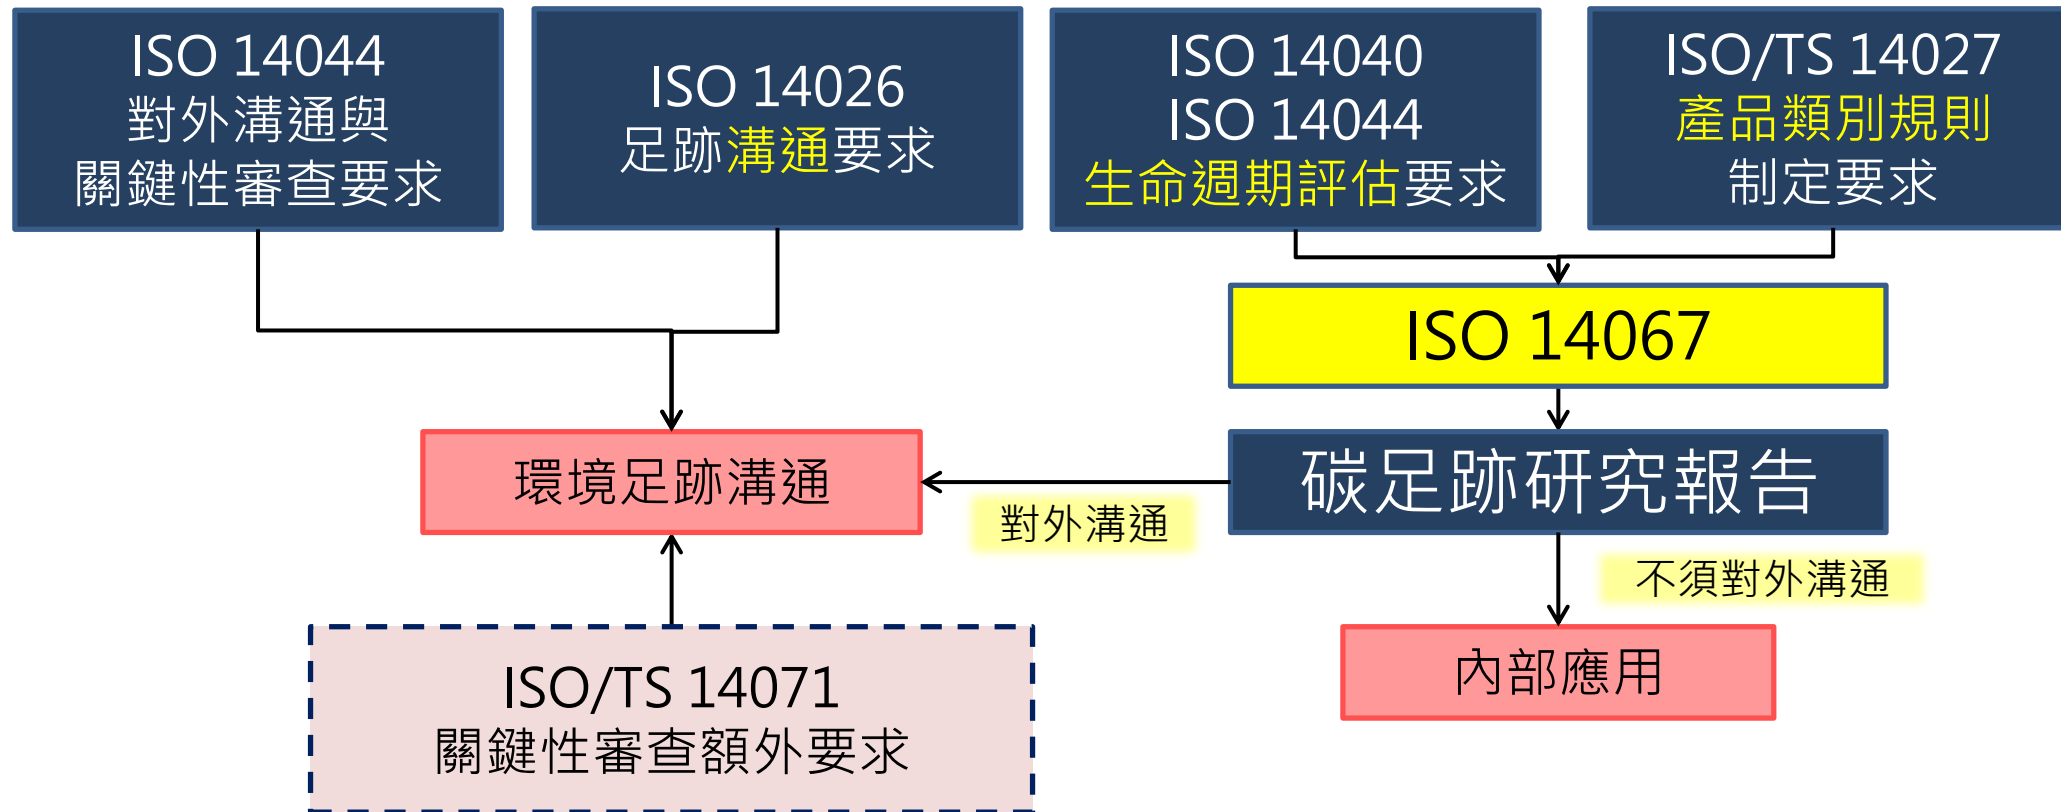 ISO 14044
對外溝通與
關鍵性審查要求
ISO 14026
足跡溝通要求
ISO 14040
ISO 14044
生命週期評估要求
ISO/TS 14027
產品類別規則
制定要求
ISO 14067
環境足跡溝通
對外溝通
碳足跡研究報告
不須對外溝通
ISO/TS 14071
關鍵性審查額外要求
內部應用